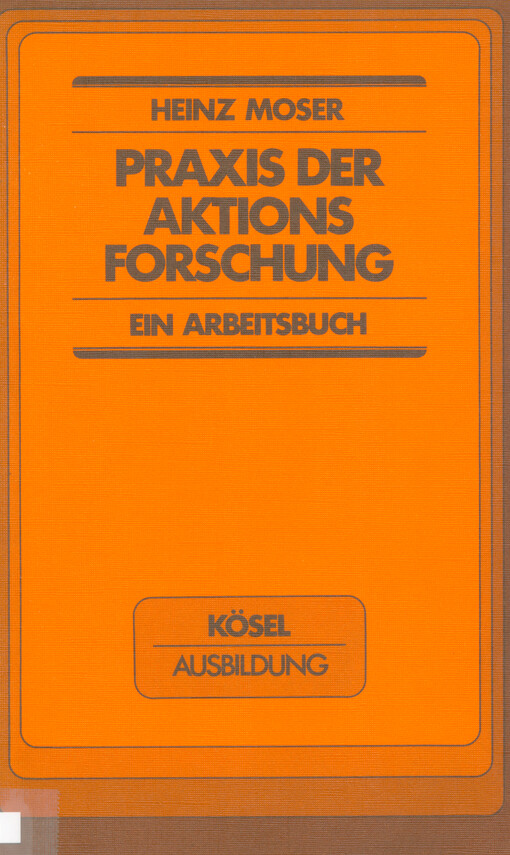 HEINZ MOSER
PRAXIS DER
AKTIONS
FORSCHUNG
EIN ARBEITSBUCH
KÖSEL
AUSBILDUNG